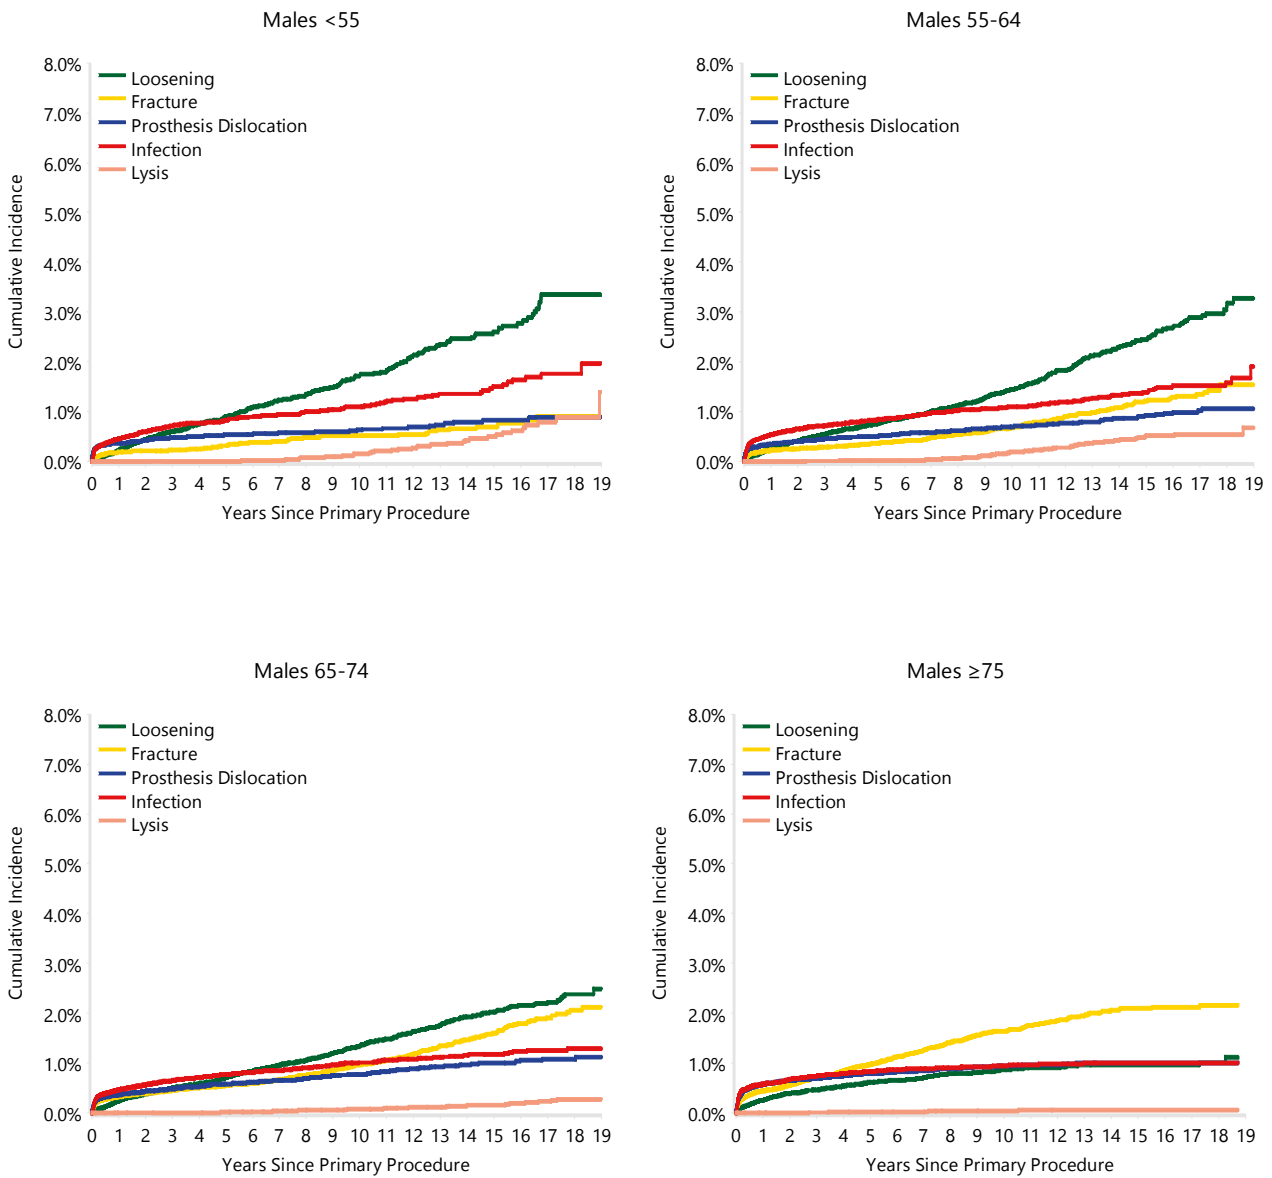 Males <55
8.0%
7.0%
6.0%
5.0%
4.0%
3.0%
2.0%
1.0%
0.0%
Cumulative Incidence
Loosening
Fracture
Prosthesis Dislocation
Infection
Lysis
0 1 2 3 4 5 6 7 8 9 10 11 12 13 14 15 16 17 18 19
Years Since Primary Procedure
Males 55-64
8.0%
7.0%
6.0%
5.0%
4.0%
3.0%
2.0%
1.0%
0.0%
Cumulative Incidence
Loosening
Fracture
Prosthesis Dislocation
Infection
Lysis
0 1 2 3 4 5 6 7 8 9 10 11 12 13 14 15 16 17 18 19
Years Since Primary Procedure
Males 65-74
8.0%
7.0%
6.0%
5.0%
4.0%
3.0%
2.0%
1.0%
0.0%
Cumulative Incidence
Loosening
Fracture
Prosthesis Dislocation
Infection
Lysis
0 1 2 3 4 5 6 7 8 9 10 11 12 13 14 15 16 17 18 19
Years Since Primary Procedure
Males ≥75
8.0%
7.0%
6.0%
5.0%
4.0%
3.0%
2.0%
1.0%
0.0%
Cumulative Incidence
Loosening
Fracture
Prosthesis Dislocation
Infection
Lysis
0 1 2 3 4 5 6 7 8 9 10 11 12 13 14 15 16 17 18 19
Years Since Primary Procedure